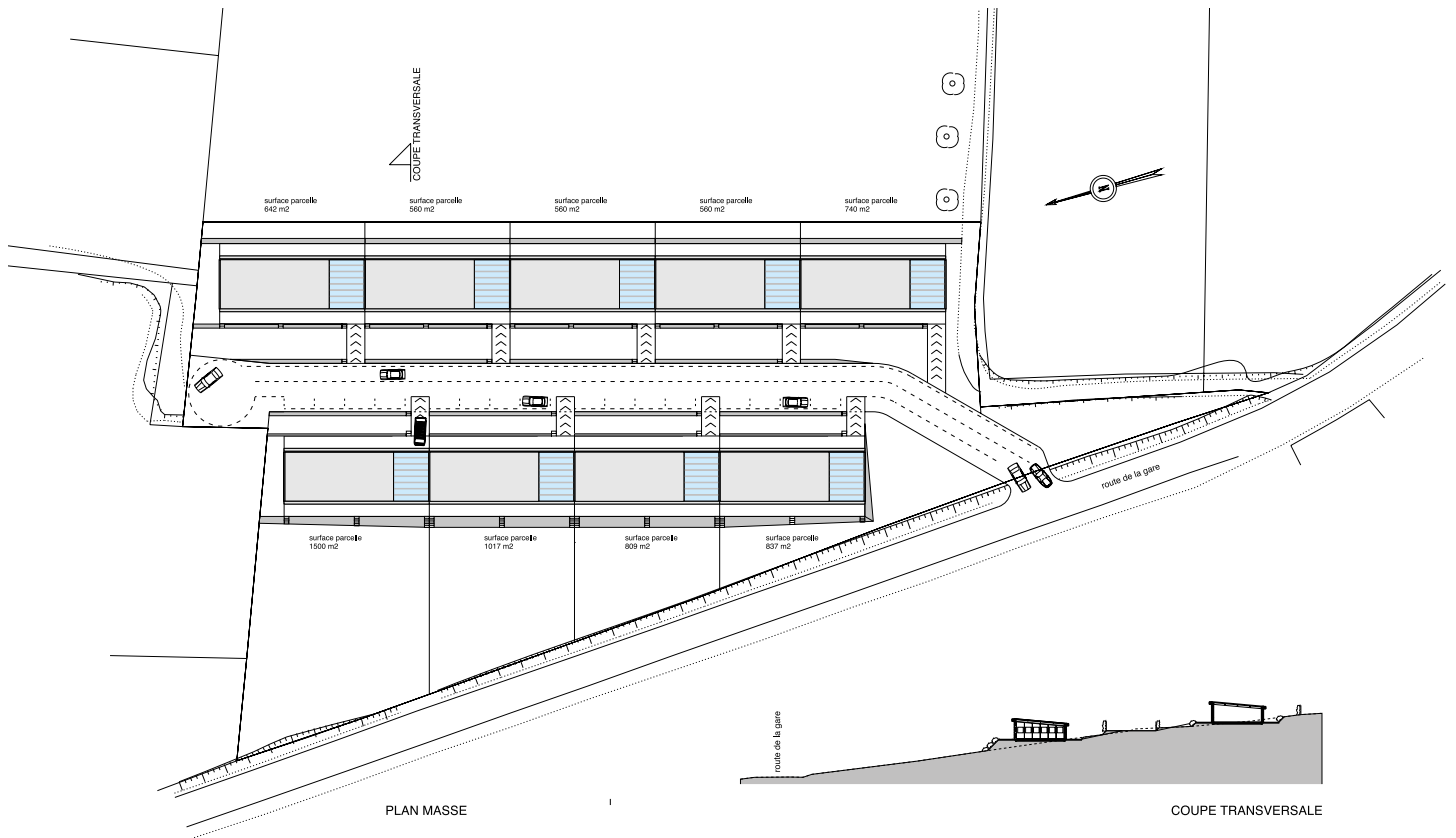 COUPE TRANSVERSALE
surface parcelle
642 m2
surface parcelle
560 m2
surface parcelle
560 m2
surface parcelle
560 m2
surface parcelle
740 m2
route de la gare
surface parcelle
1500 m2
surface parcelle
1017 m2
surface parcelle
809 m2
surface parcelle
837 m2
route de la gare
PLAN MASSE
COUPE TRANSVERSALE